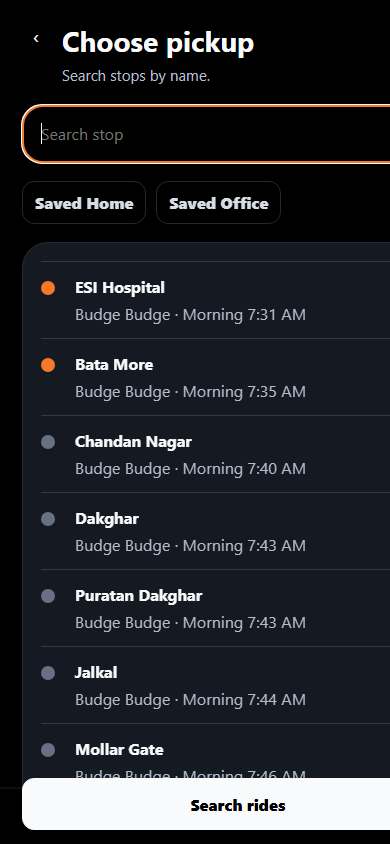 Choose pickup
Search stops by name.
Search stop
Saved Home
Saved Office
ESI Hospital
Budge Budge · Morning 7:31 AM
Bata More
Budge Budge · Morning 7:35 AM
Chandan Nagar
Budge Budge · Morning 7:40 AM
Dakghar
Budge Budge · Morning 7:43 AM
Puratan Dakghar
Budge Budge · Morning 7:43 AM
Jalkal
Budge Budge · Morning 7:44 AM
Mollar Gate
Budge Budge · Morning 7:46 AM
Search rides